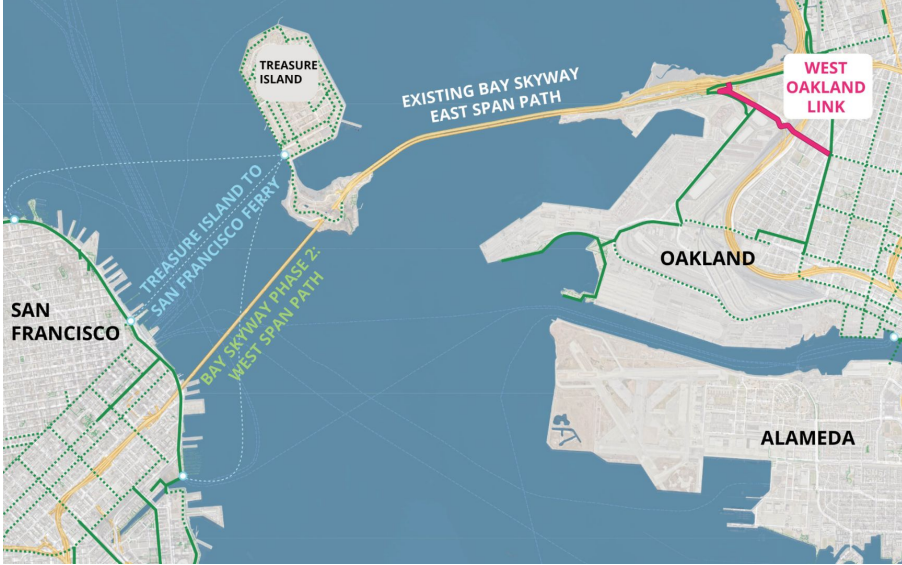 TREASURE
ISLAND
EXISTING BAY SKYWAY
EAST SPAN PATH
WEST
OAKLAND
LINK
TREASURE ISLAND TO
SAN FRANCISCO FERRY
BAY SKYWAY PHASE 2:
WEST SPAN PATH
SAN
FRANCISCO
OAKLAND
ALAMEDA